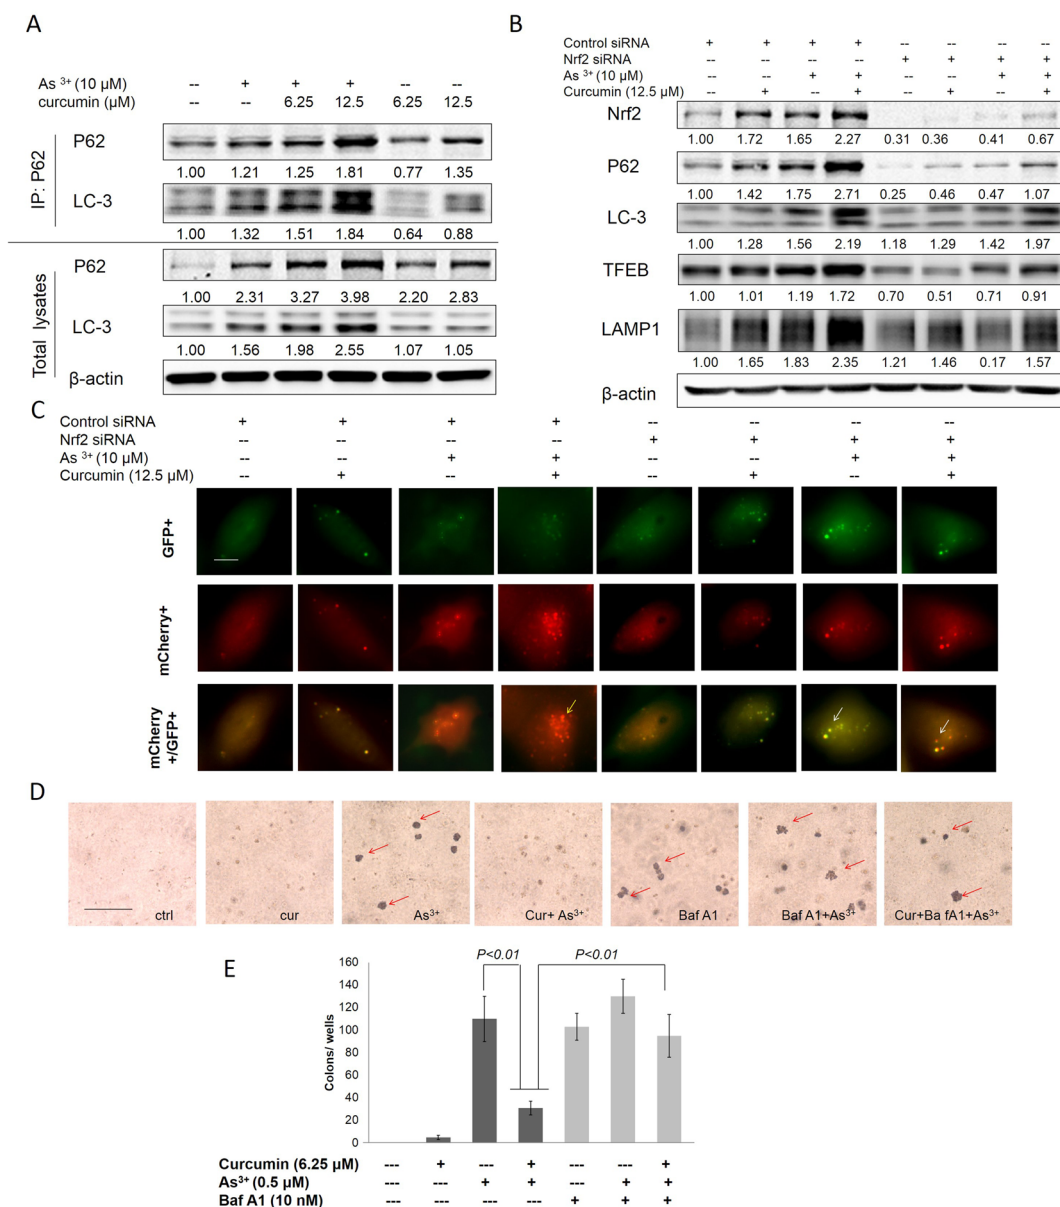 A
As 3+ (10 µM) -- + + + -- --
curcumin (µM) -- -- 6.25 12.5 6.25 12.5
IP: P62
P62
1.00 1.21 1.25 1.81 0.77 1.35
LC-3
1.00 1.32 1.51 1.84 0.64 0.88
Total lysates
P62
1.00 2.31 3.27 3.98 2.20 2.83
LC-3
1.00 1.56 1.98 2.55 1.07 1.05
β-actin
B
Control siRNA + + + + -- -- -- --
Nrf2 siRNA -- -- -- -- + + + +
As 3+ (10 µM) -- -- + + -- -- + +
Curcumin (12.5 µM) -- + -- + -- + -- +
Nrf2
1.00 1.72 1.65 2.27 0.31 0.36 0.41 0.67
P62
1.00 1.42 1.75 2.71 0.25 0.46 0.47 1.07
LC-3
1.00 1.28 1.56 2.19 1.18 1.29 1.42 1.97
TFEB
1.00 1.01 1.19 1.72 0.70 0.51 0.71 0.91
LAMP1
1.00 1.65 1.83 2.35 1.21 1.46 0.17 1.57
β-actin
C
Control siRNA + + + + -- -- -- --
Nrf2 siRNA -- -- -- -- + + + +
As 3+ (10 µM) -- -- + + -- -- + +
Curcumin (12.5 µM) -- + -- + -- + -- +
GFP+
mCherry+
mCherry
+/GFP+
D
ctrl
cur
As3+
Cur+ As3+
Baf A1
Baf A1+As3+
Cur+Ba fA1+As3+
E
P<0.01
P<0.01
Colons/ wells
160
140
120
100
80
60
40
20
0
Curcumin (6.25 µM) --- + --- + --- --- +
As3+ (0.5 µM) --- --- + + --- + +
Baf A1 (10 nM) --- --- --- --- + + +